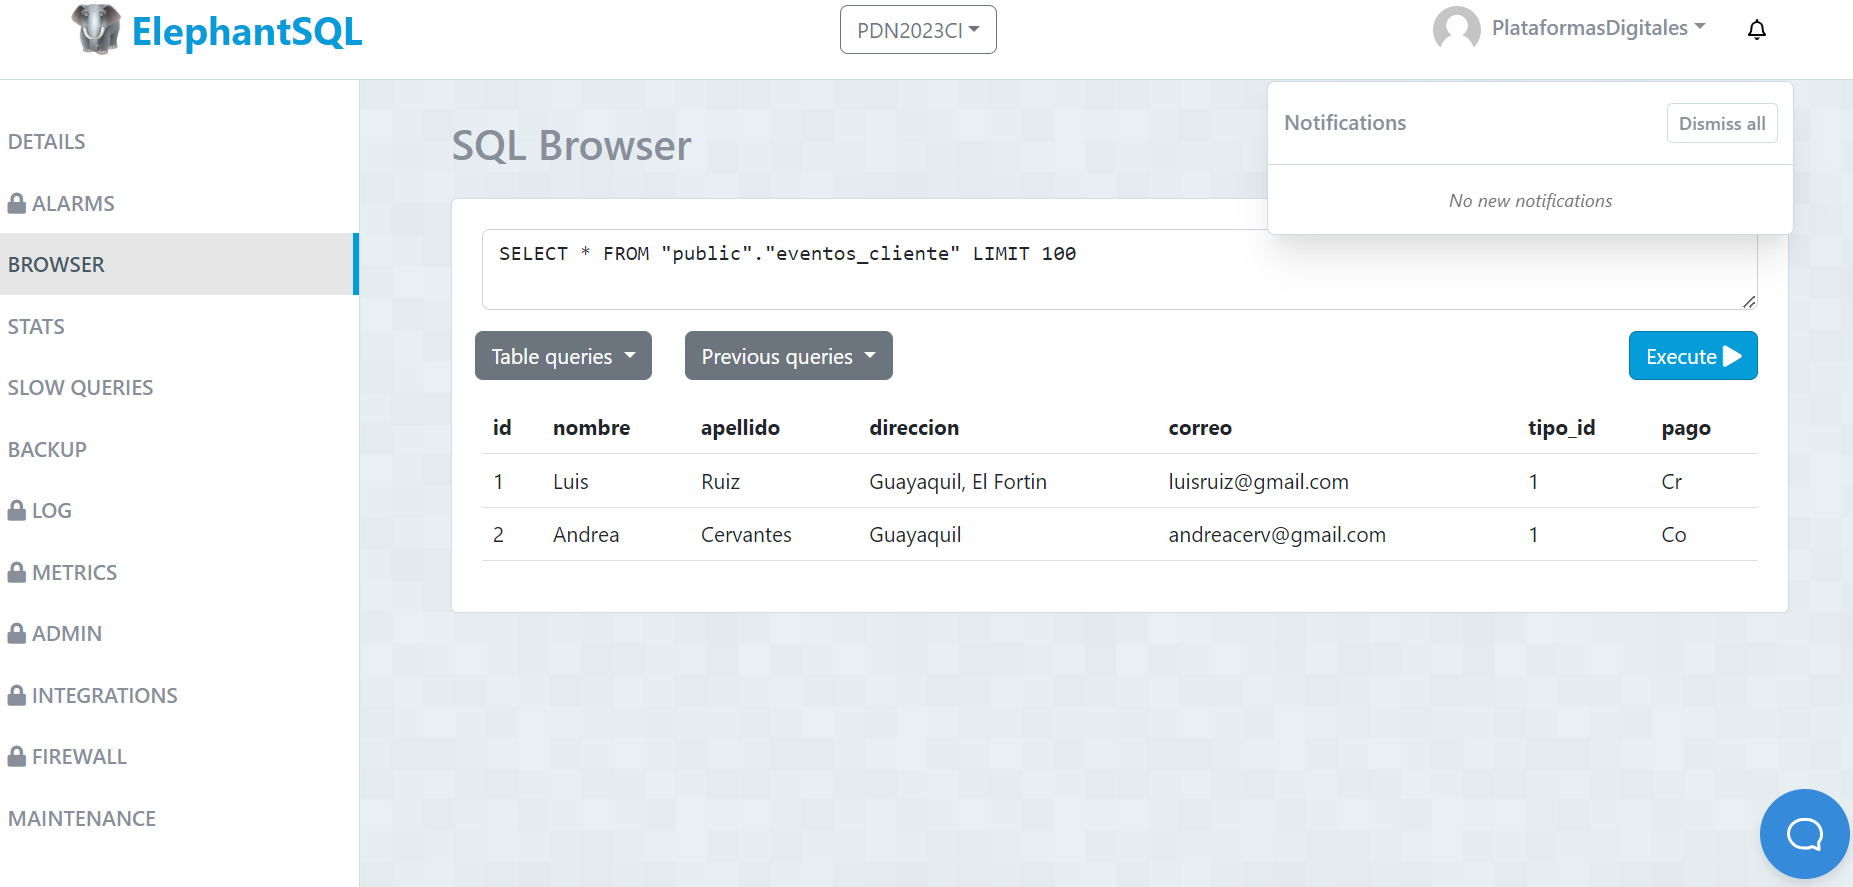 ElephantSQL
PDN2023CI
PlataformasDigitales
DETAILS
ALARMS
BROWSER
STATS
SLOW QUERIES
BACKUP
LOG
METRICS
ADMIN
INTEGRATIONS
FIREWALL
MAINTENANCE
SQL Browser
Notifications
Dismiss all
No new notifications
SELECT * FROM "public"."eventos_cliente" LIMIT 100
Table queries
Previous queries
Execute
id nombre apellido direccion correo tipo_id pago
1 Luis Ruiz Guayaquil, El Fortin luisruiz@gmail.com 1 Cr
2 Andrea Cervantes Guayaquil andreacerv@gmail.com 1 Co